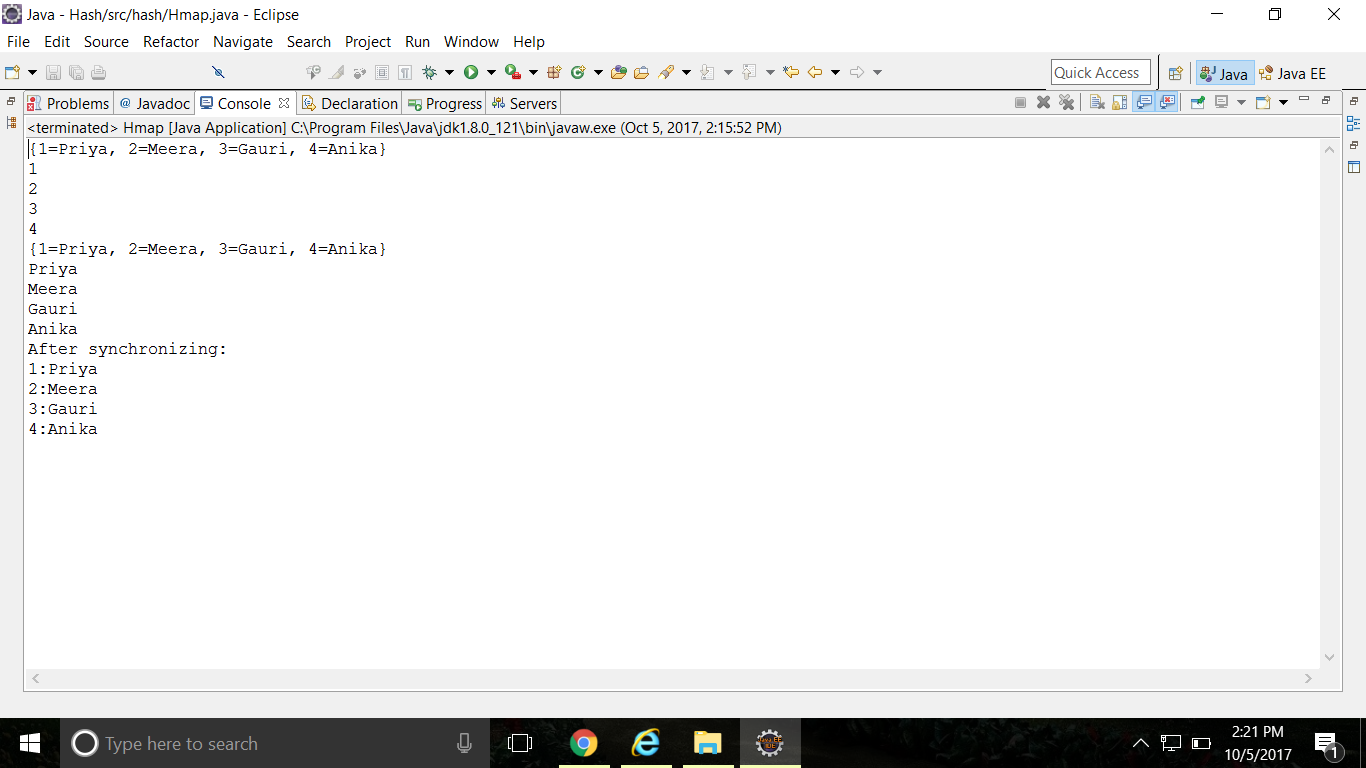 Java - Hash/src/hash/Hmap.java - Eclipse
File Edit Source Refactor Navigate Search Project Run Window Help
Quick Access Java Java EE
Problems @ Javadoc Console Declaration Progress Servers
<terminated> Hmap [Java Application] C:\Program Files\Java\jdk1.8.0_121\bin\javaw.exe (Oct 5, 2017, 2:15:52 PM)
{1=Priya, 2=Meera, 3=Gauri, 4=Anika}
1
2
3
4
{1=Priya, 2=Meera, 3=Gauri, 4=Anika}
Priya
Meera
Gauri
Anika
After synchronizing:
1:Priya
2:Meera
3:Gauri
4:Anika
Type here to search
2:21 PM
10/5/2017
1